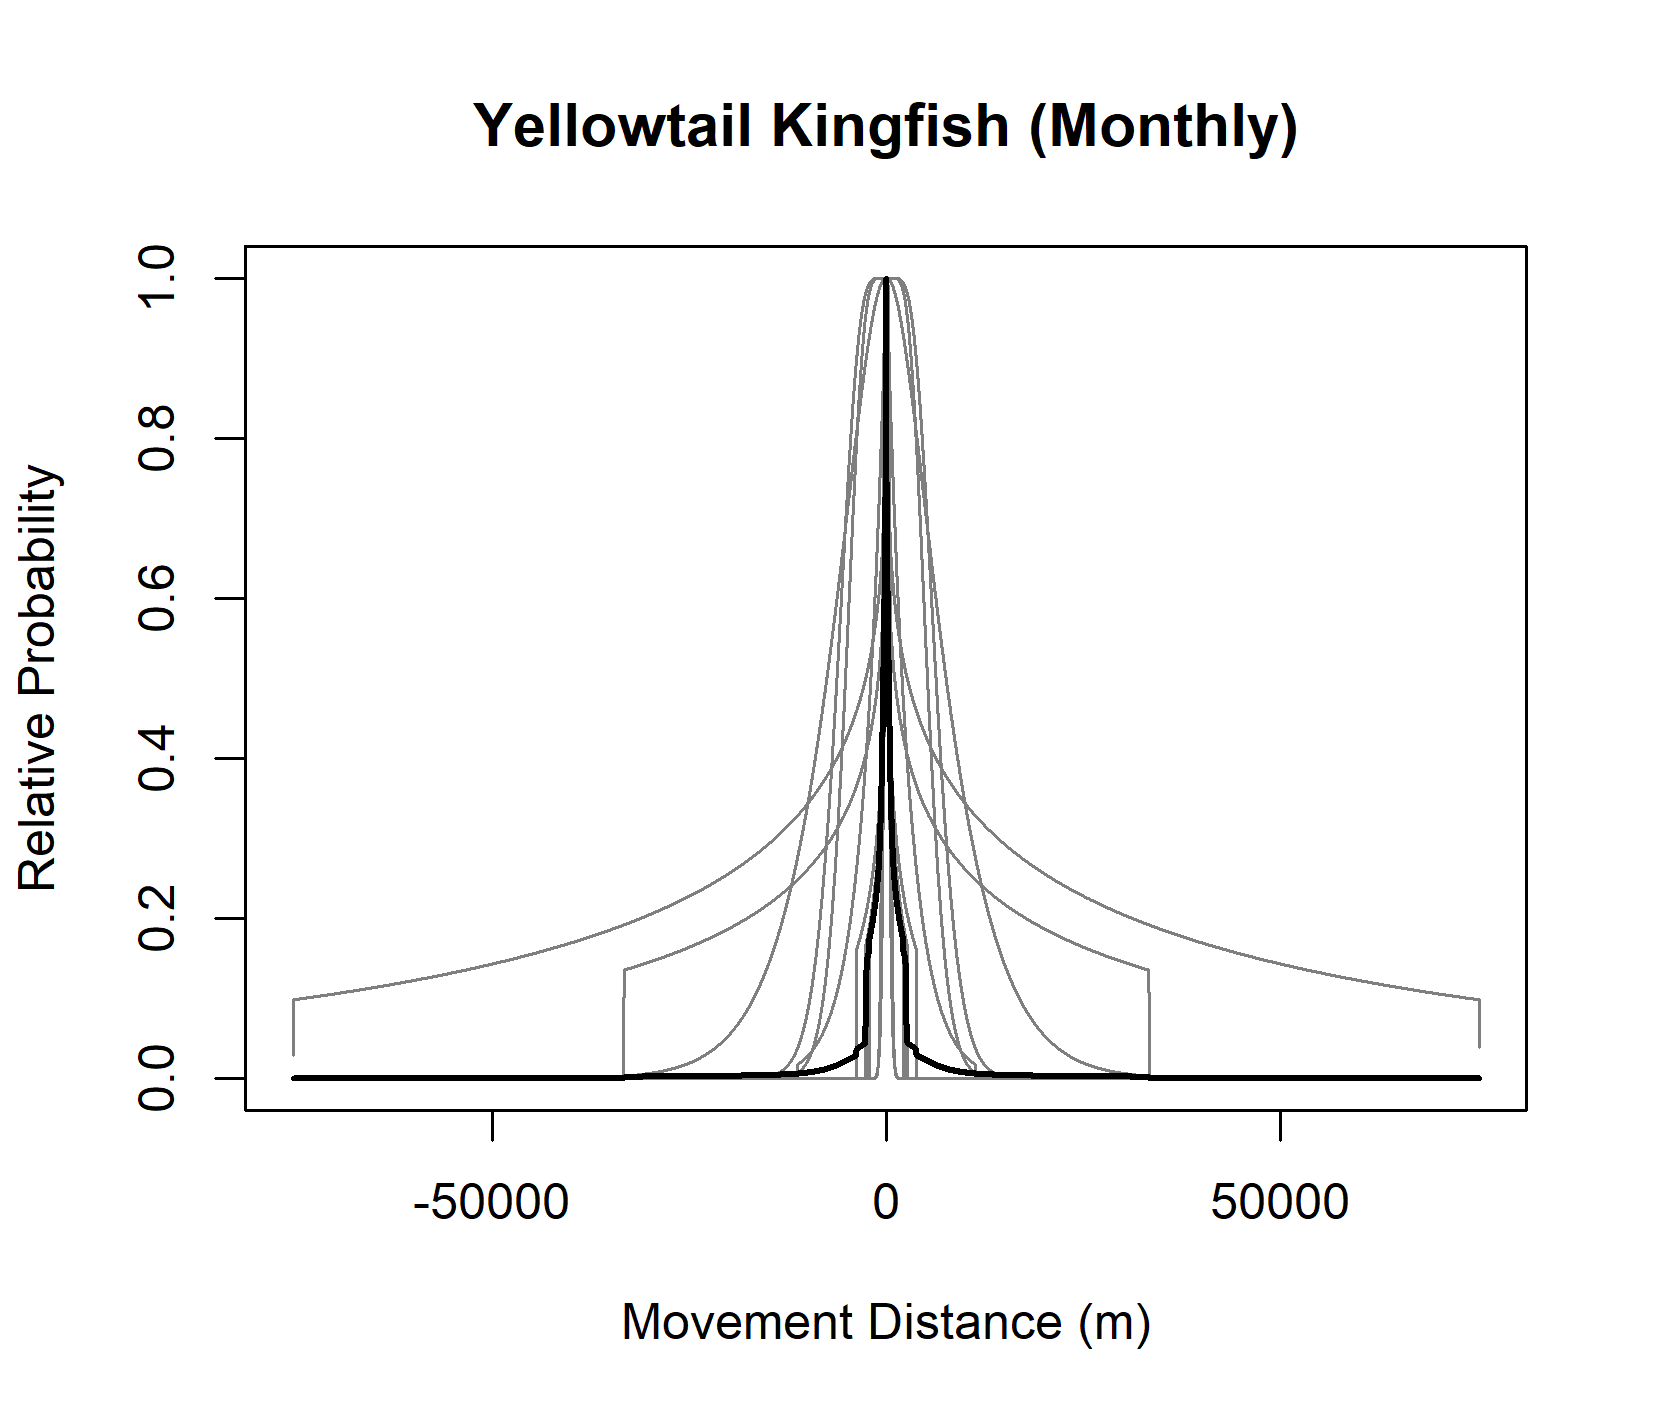 Yellowtail Kingfish (Monthly)
Relative Probability
1.0
0.8
0.6
0.4
0.2
0.0
-50000 0 50000
Movement Distance (m)